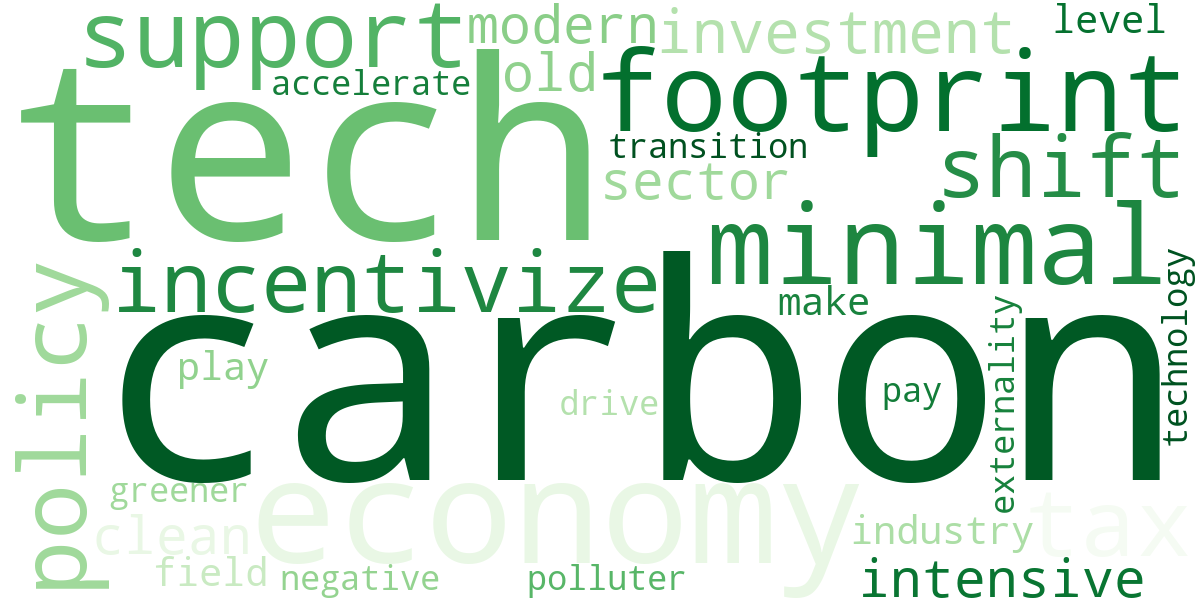 support
modern
investment
level
tech
accelerate
old
footprint
transition
sector
shift
incentivize
minimal
policy
carbon
make
technology
play
drive
pay
externality
greener
economy
clean
industry
tax
field
negative
polluter
intensive